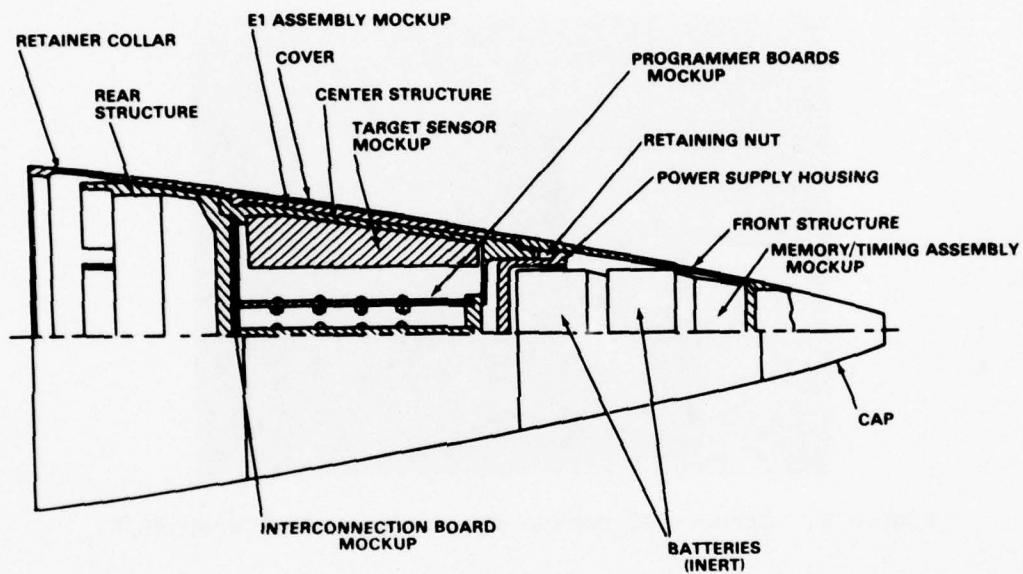 E1 ASSEMBLY MOCKUP
RETAINER COLLAR
COVER
PROGRAMMER BOARDS
MOCKUP
REAR
STRUCTURE
CENTER STRUCTURE
TARGET SENSOR
MOCKUP
RETAINING NUT
POWER SUPPLY HOUSING
FRONT STRUCTURE
MEMORY/TIMING ASSEMBLY
MOCKUP
CAP
INTERCONNECTION BOARD
MOCKUP
BATTERIES
(INERT)